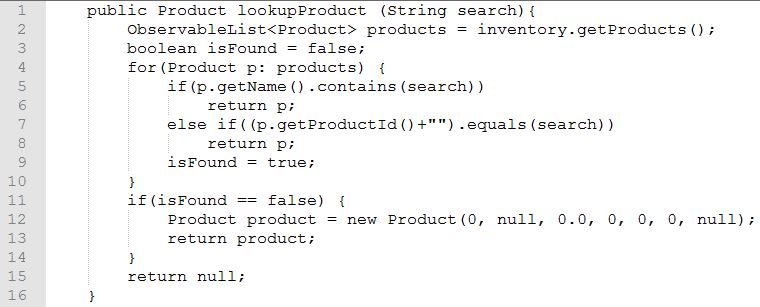 1 public Product lookupProduct (String search){
2 ObservableList<Product> products = inventory.getProducts();
3 boolean isFound = false;
4 for(Product p: products) {
5 if(p.getName().contains(search))
6 return p;
7 else if((p.getProductId()+"").equals(search))
8 return p;
9 isFound = true;
10 }
11 if(isFound == false) {
12 Product product = new Product(0, null, 0.0, 0, 0, 0, null);
13 return product;
14 }
15 return null;
16 }